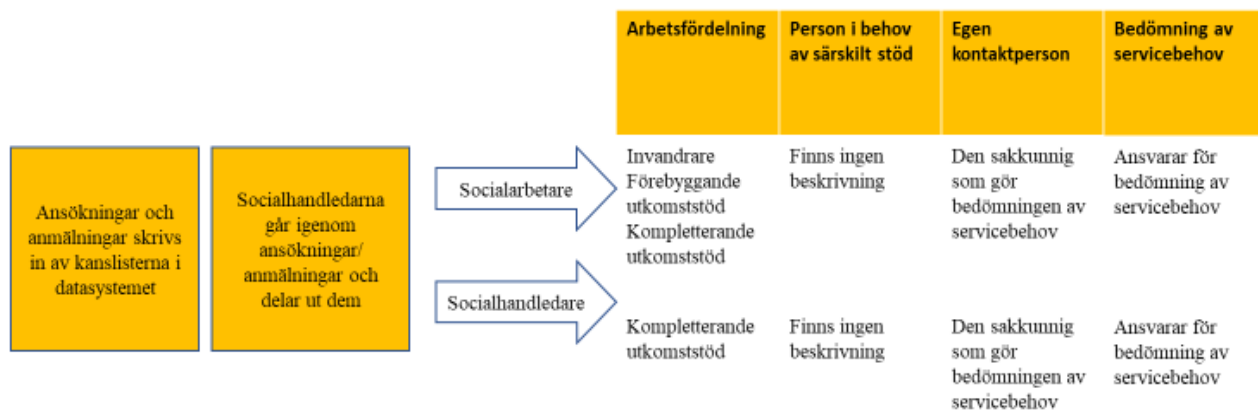 Ansökningar och
anmälningar skrivs
in av kanslisterna i
datasystemet
Socialhandledarna
går igenom
ansökningar/
anmälningar och
delar ut dem
Socialarbetare
Socialhandledare
Arbetsfördelning
Person i behov
av särskilt stöd
Egen
kontaktperson
Bedömning av
servicebehov
Invandrare
Förebyggande
utkomststöd
Kompletterande
utkomststöd
Finns ingen
beskrivning
Den sakkunnig
som gör
bedömningen av
servicebehov
Ansvarar för
bedömning av
servicebehov
Kompletterande
utkomststöd
Finns ingen
beskrivning
Den sakkunnig
som gör
bedömningen av
servicebehov
Ansvarar för
bedömning av
servicebehov